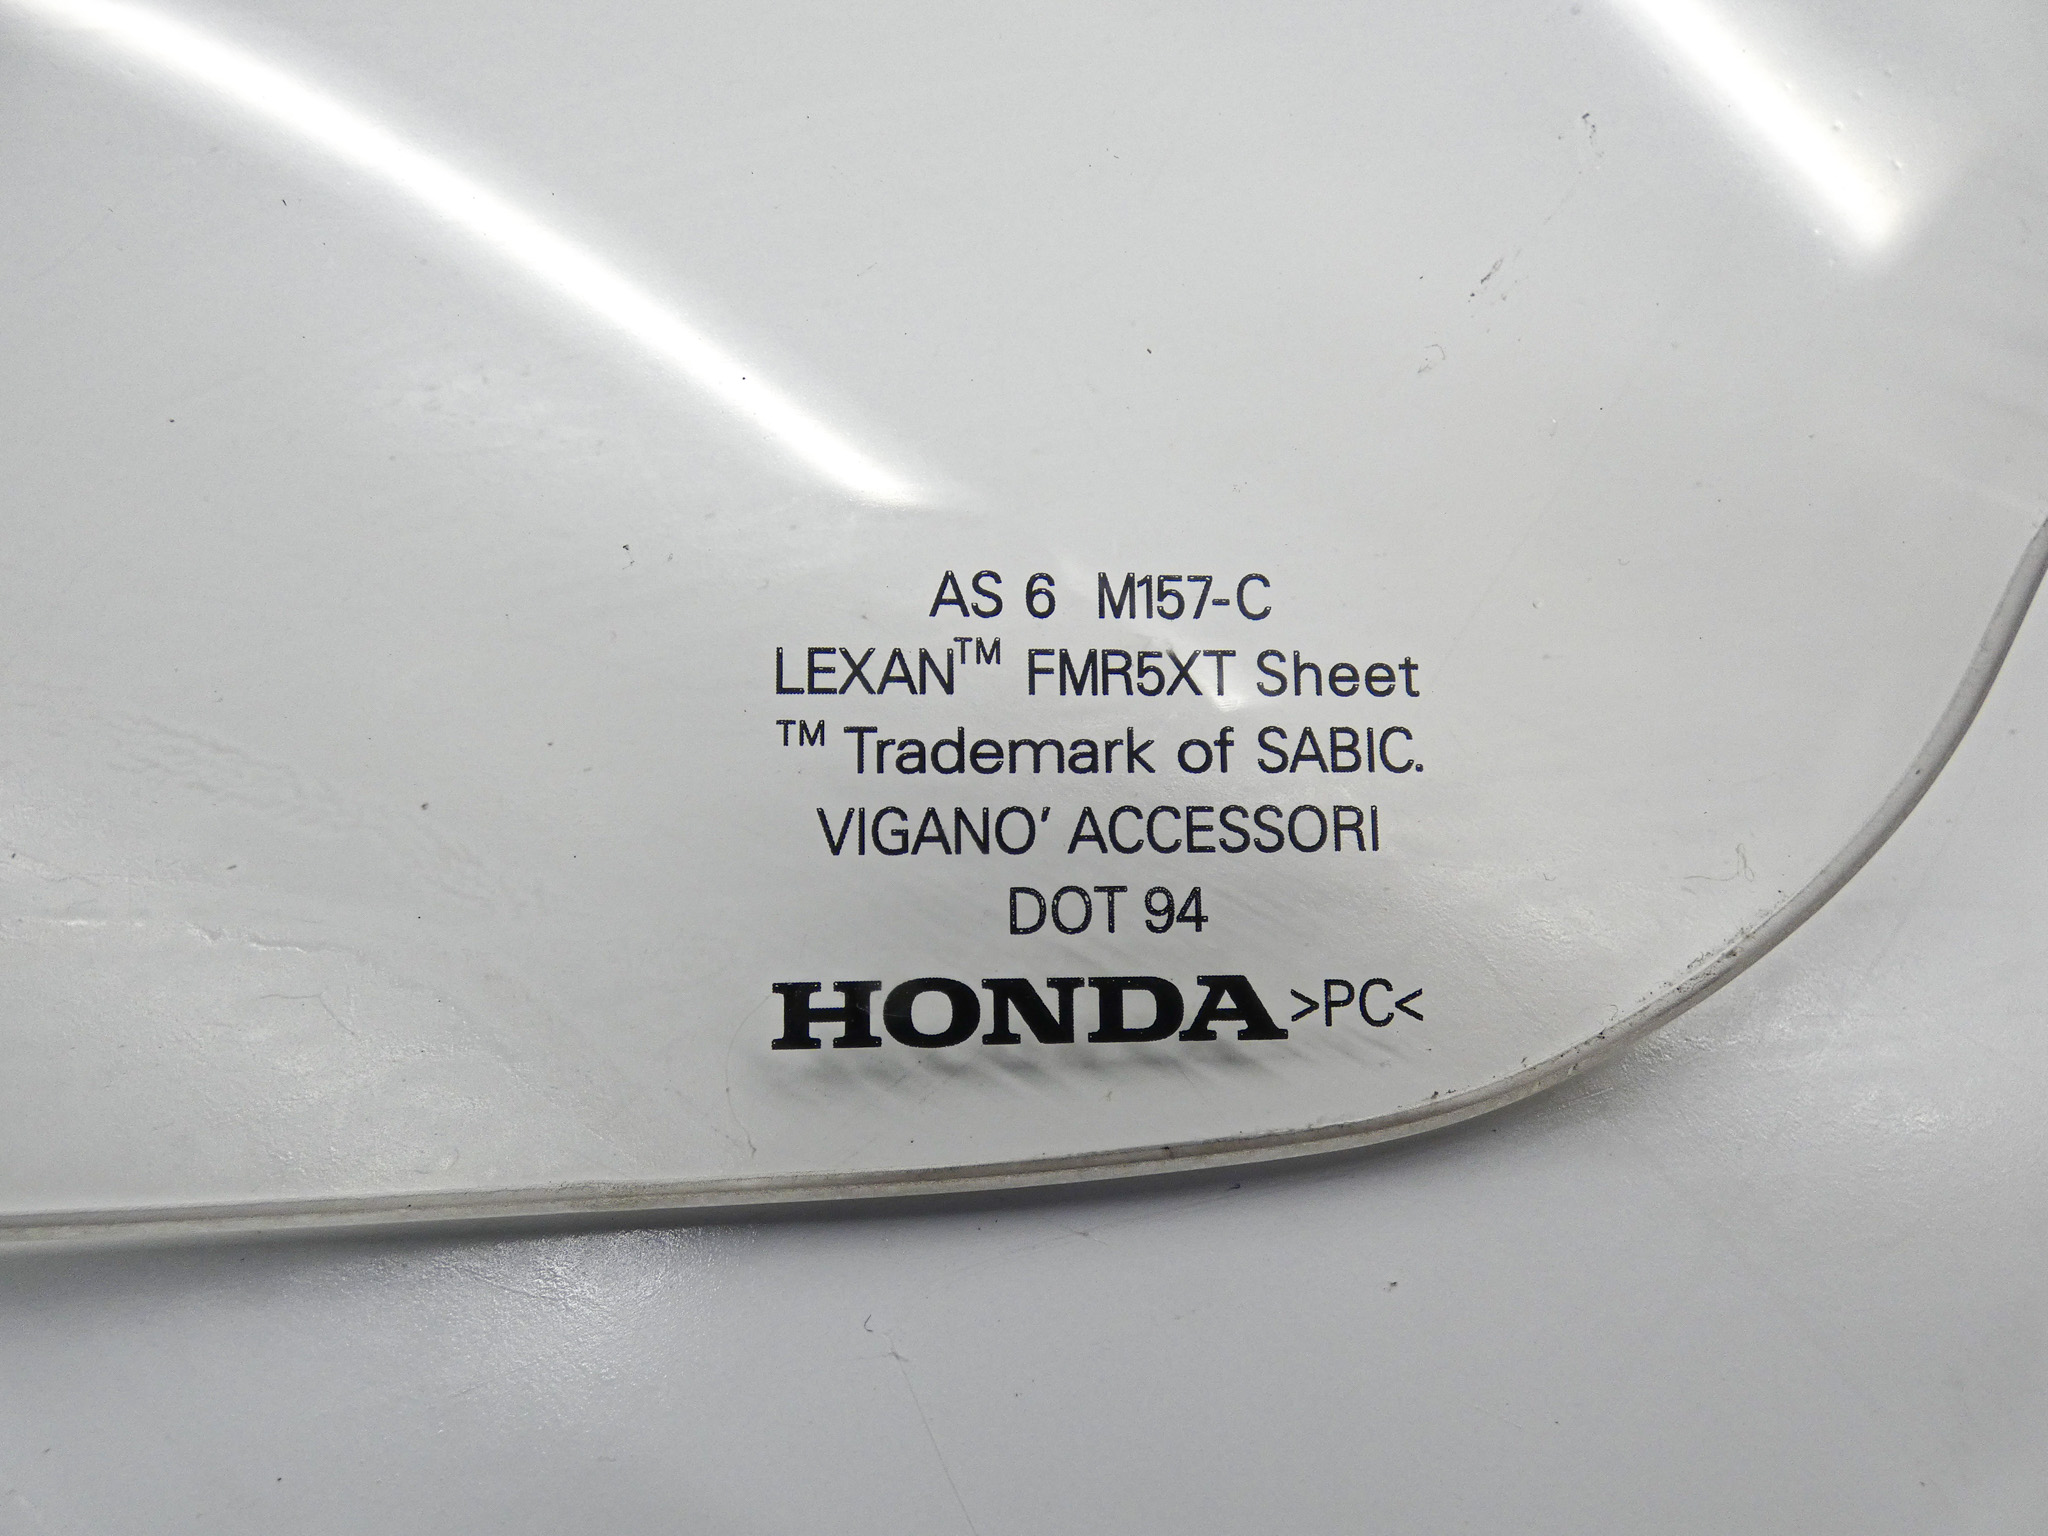 AS 6 M157-C
LEXAN™ FMR5XT Sheet
™ Trademark of SABIC.
VIGANO' ACCESSORI
DOT 94
HONDA >PC<